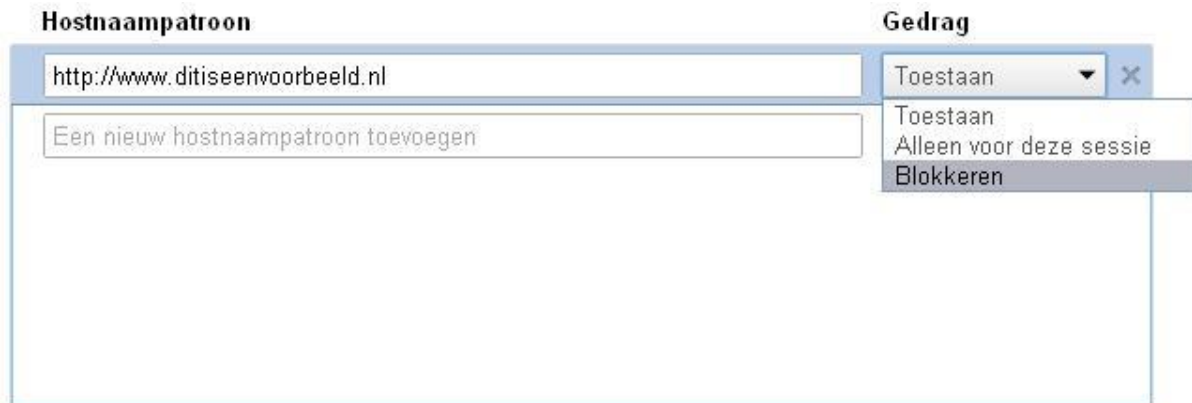 Hostnaampatroon Gedrag
http://www.ditiseenvoorbeeld.nl Toestaan
Een nieuw hostnaampatroon toevoegen
Toestaan
Alleen voor deze sessie
Blokkeren